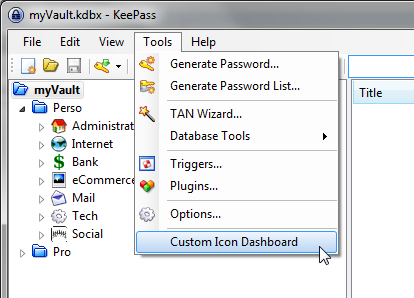 myVault.kdbx - KeePass
File Edit View Tools Help
Generate Password...
Generate Password List...
TAN Wizard...
Database Tools
Triggers...
Plugins...
Options...
Custom Icon Dashboard
myVault
Perso
Administrat
Internet
Bank
eCommerce
Mail
Tech
Social
Pro
Title